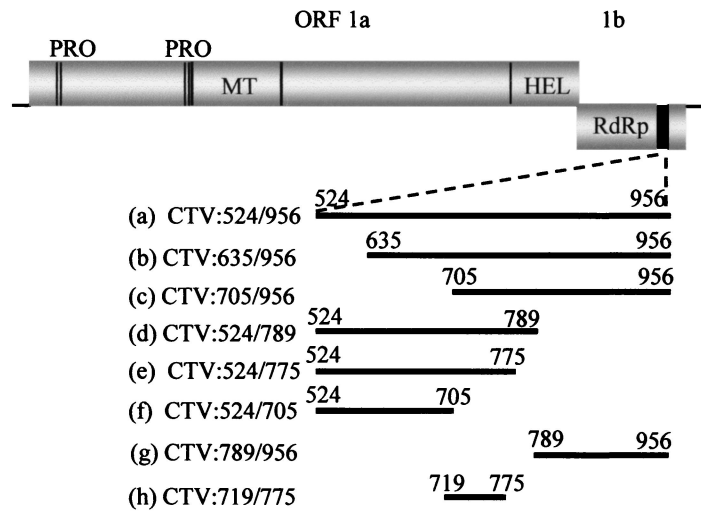 ORF 1a 1b
PRO PRO
MT HEL
RdRp
524 956
(a) CTV:524/956
635 956
(b) CTV:635/956
705 956
(c) CTV:705/956
524 789
(d) CTV:524/789
524 775
(e) CTV:524/775
524 705
(f) CTV:524/705
789 956
(g) CTV:789/956
719 775
(h) CTV:719/775